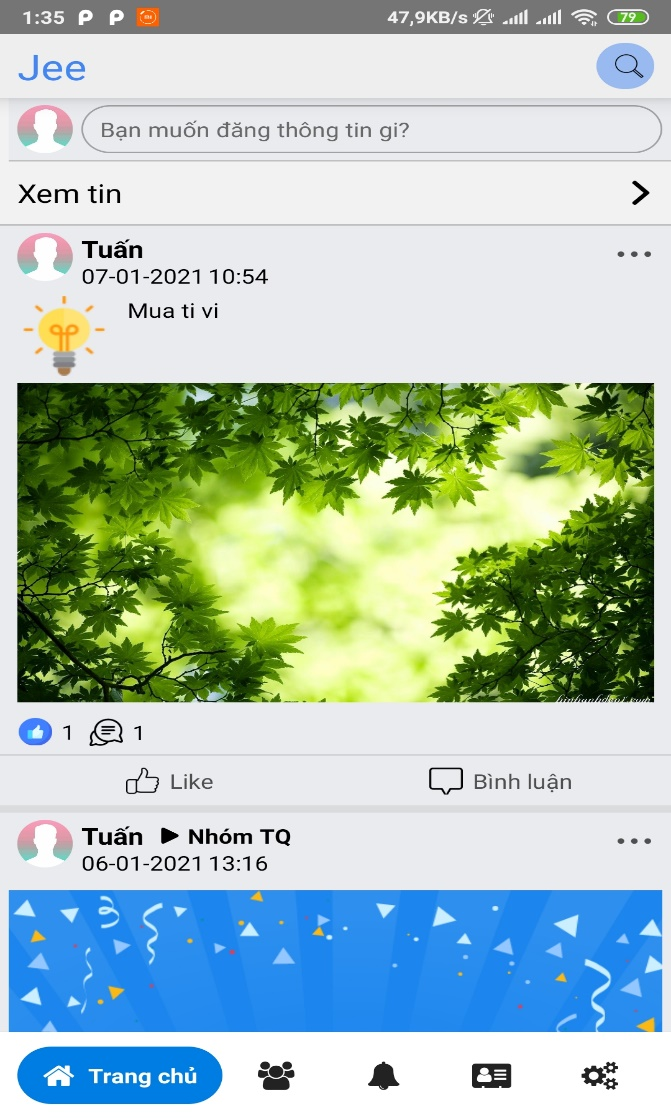 1:35
47,9KB/s
79
Jee
Bạn muốn đăng thông tin gi?
Xem tin
Tuấn
07-01-2021 10:54
Mua ti vi
1
1
Like
Bình luận
Tuấn ▶ Nhóm TQ
06-01-2021 13:16
Trang chủ